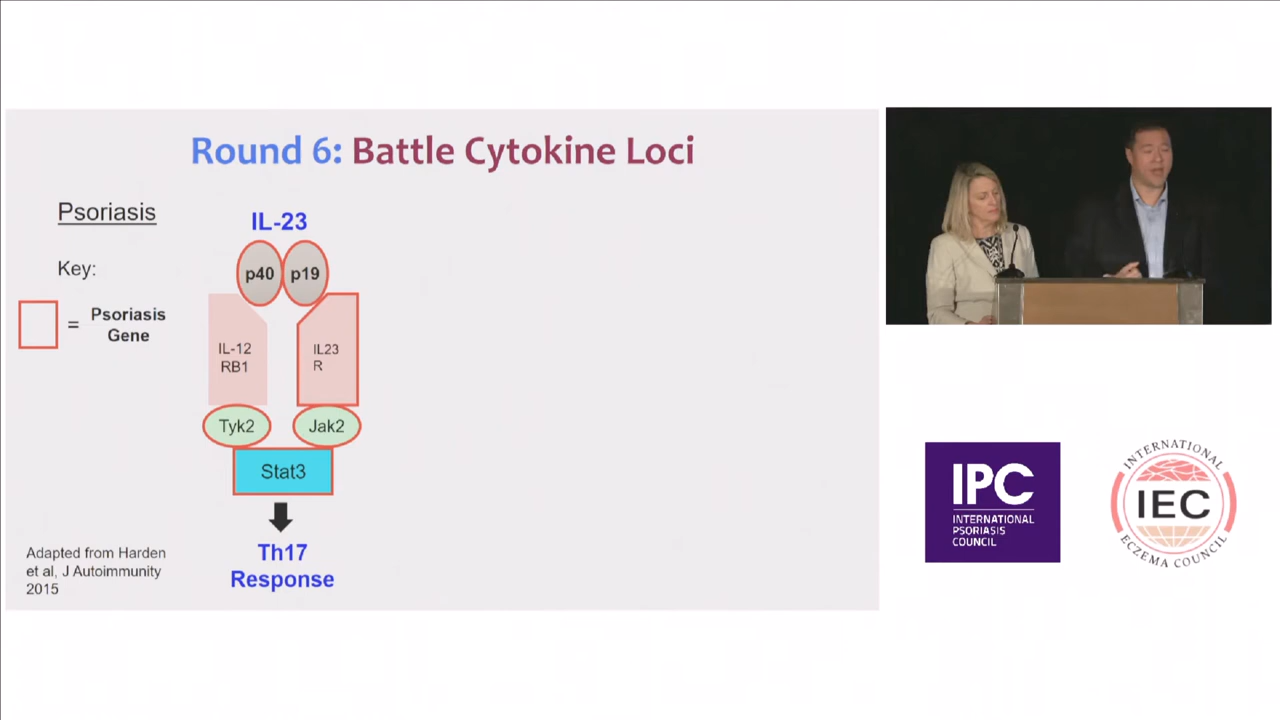 Round 6: Battle Cytokine Loci
Psoriasis
Key:
= Psoriasis
Gene
IL-23
p40 p19
IL-12
RB1
IL23
R
Tyk2 Jak2
Stat3
Th17
Response
Adapted from Harden
et al, J Autoimmunity
2015
IPC
INTERNATIONAL
PSORIASIS
COUNCIL
INTERNATIONAL
IEC
ECZEMA COUNCIL